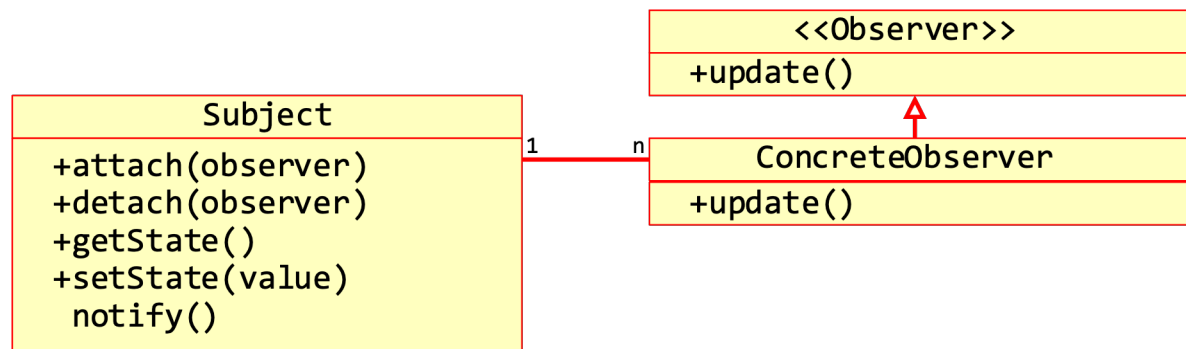 <<Observer>>
+update()
Subject
+attach(observer)
+detach(observer)
+getState()
+setState(value)
notify()
1
n
ConcreteObserver
+update()